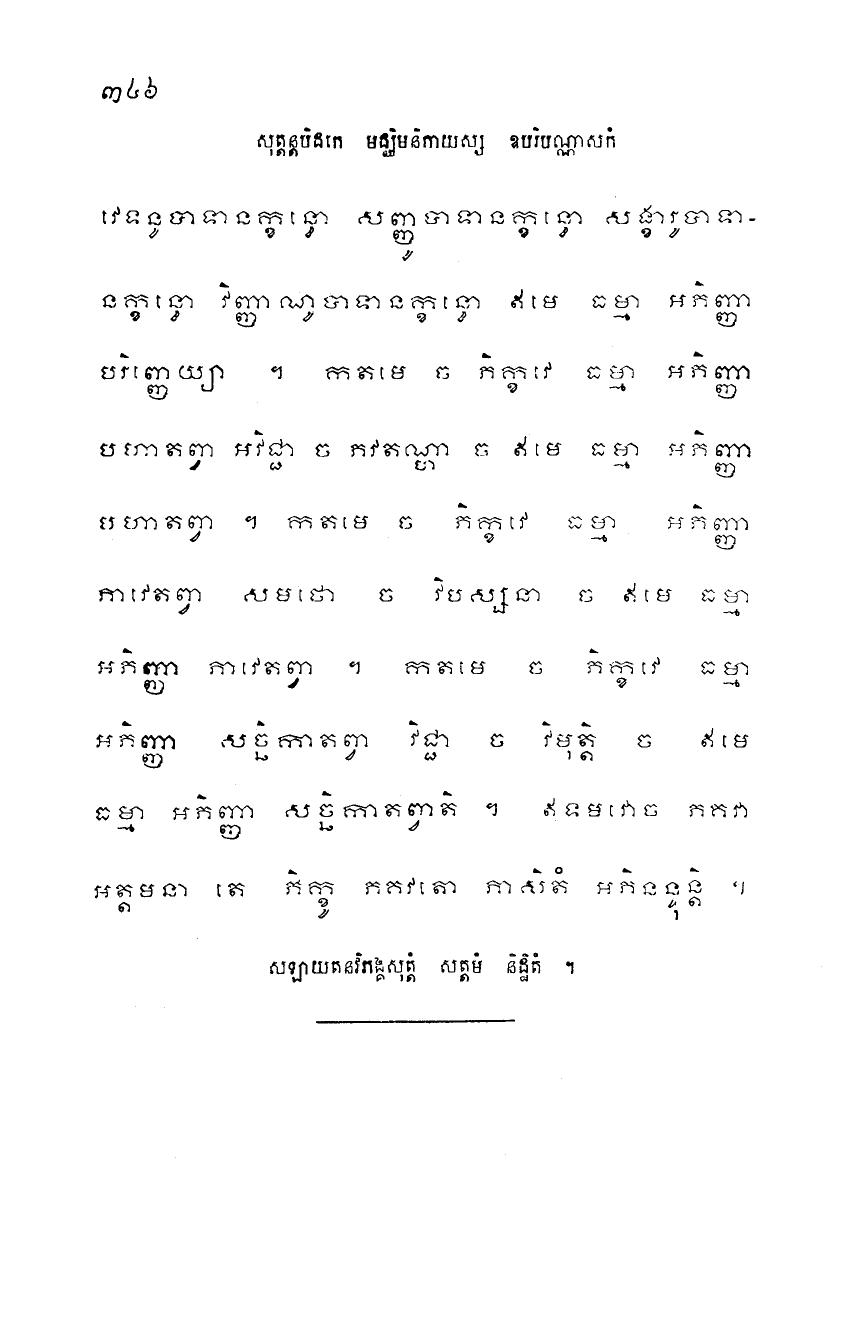 ៣៤៦
សុត្តន្តបិដកេ មជ្ឈិមនិកាយស្ស ឧបរិបណ្ណាសកំ
វេទនូបាទានក្ខន្ធោ សញ្ញូបាទានក្ខន្ធោ សង្ខារូបាទា-
នក្ខន្ធោ វិញ្ញាណូបាទានក្ខន្ធោ ឥមេ ធម្មា អភិញ្ញា
បរិញ្ញេយ្យា ។ កតមេ ច ភិក្ខវេ ធម្មា អភិញ្ញា
បហាតព្វា អវិជ្ជា ច ភវតណ្ហា ច ឥមេ ធម្មា អភិញ្ញា
បហាតព្វា ។ កតមេ ច ភិក្ខវេ ធម្មា អភិញ្ញា
ភាវេតព្វា សមថោ ច វិបស្សនា ច ឥមេ ធម្មា
អភិញ្ញា ភាវេតព្វា ។ កតមេ ច ភិក្ខវេ ធម្មា
អភិញ្ញា សច្ឆិកាតព្វា វិជ្ជា ច វិមុត្តិ ច ឥមេ
ធម្មា អភិញ្ញា សច្ឆិកាតព្វាតិ ។ ឥទមវោច ភគវា
អត្តមនា តេ ភិក្ខូ ភគវតោ ភាសិតំ អភិនន្ទុន្តិ ។
សឡាយតនវិភង្គសុត្តំ សត្តមំ និដ្ឋិតំ ។